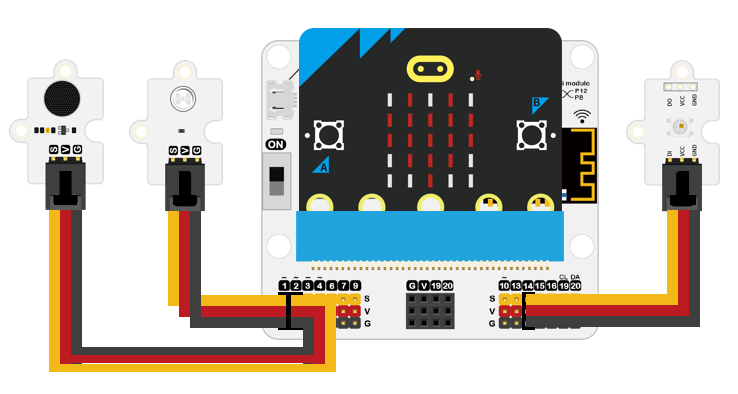 i module
P12
P8
B
A
ON
S V G
S V G
DO VCC GND
DI VCC GND
~ ~ ~ ~
1 2 3 4 6 7 9
G V 19 20
~ CL DA
10 13 14 15 16 19 20
S
V
G
S
V
G